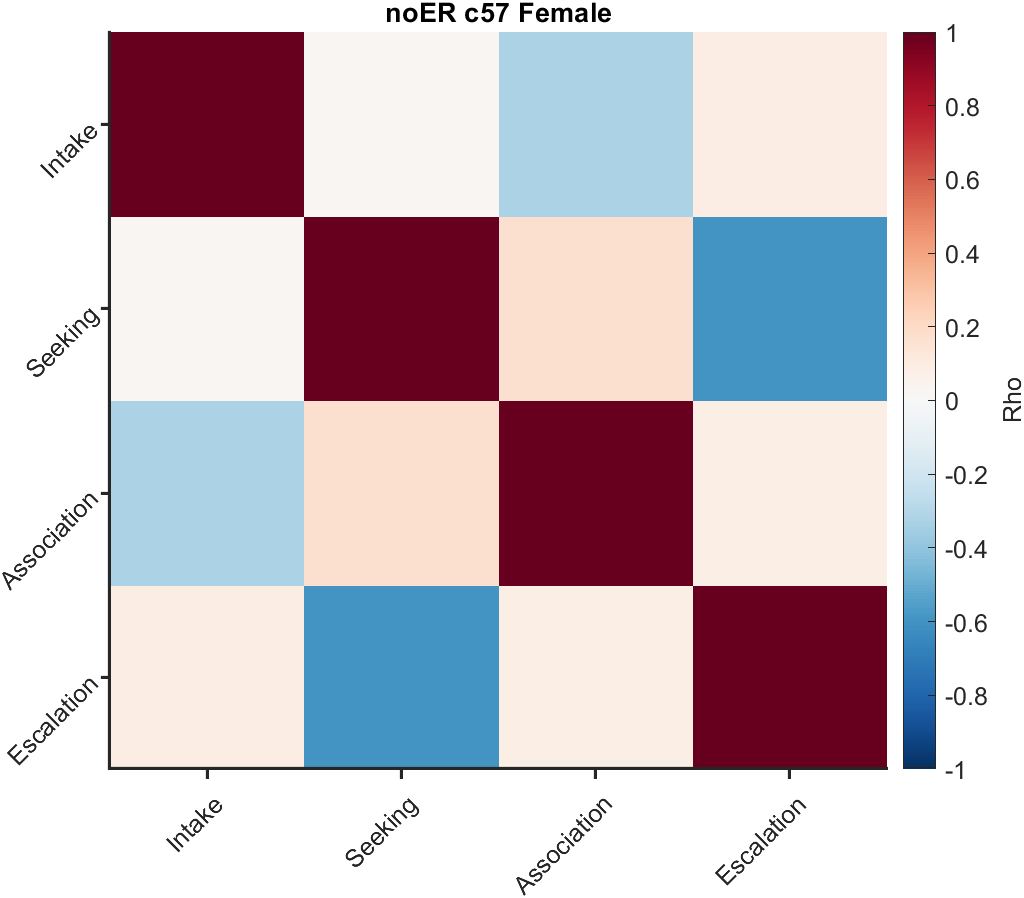 noER c57 Female
Intake
Seeking
Association
Escalation
Intake
Seeking
Association
Escalation
1
0.8
0.6
0.4
0.2
0
-0.2
-0.4
-0.6
-0.8
-1
Rho